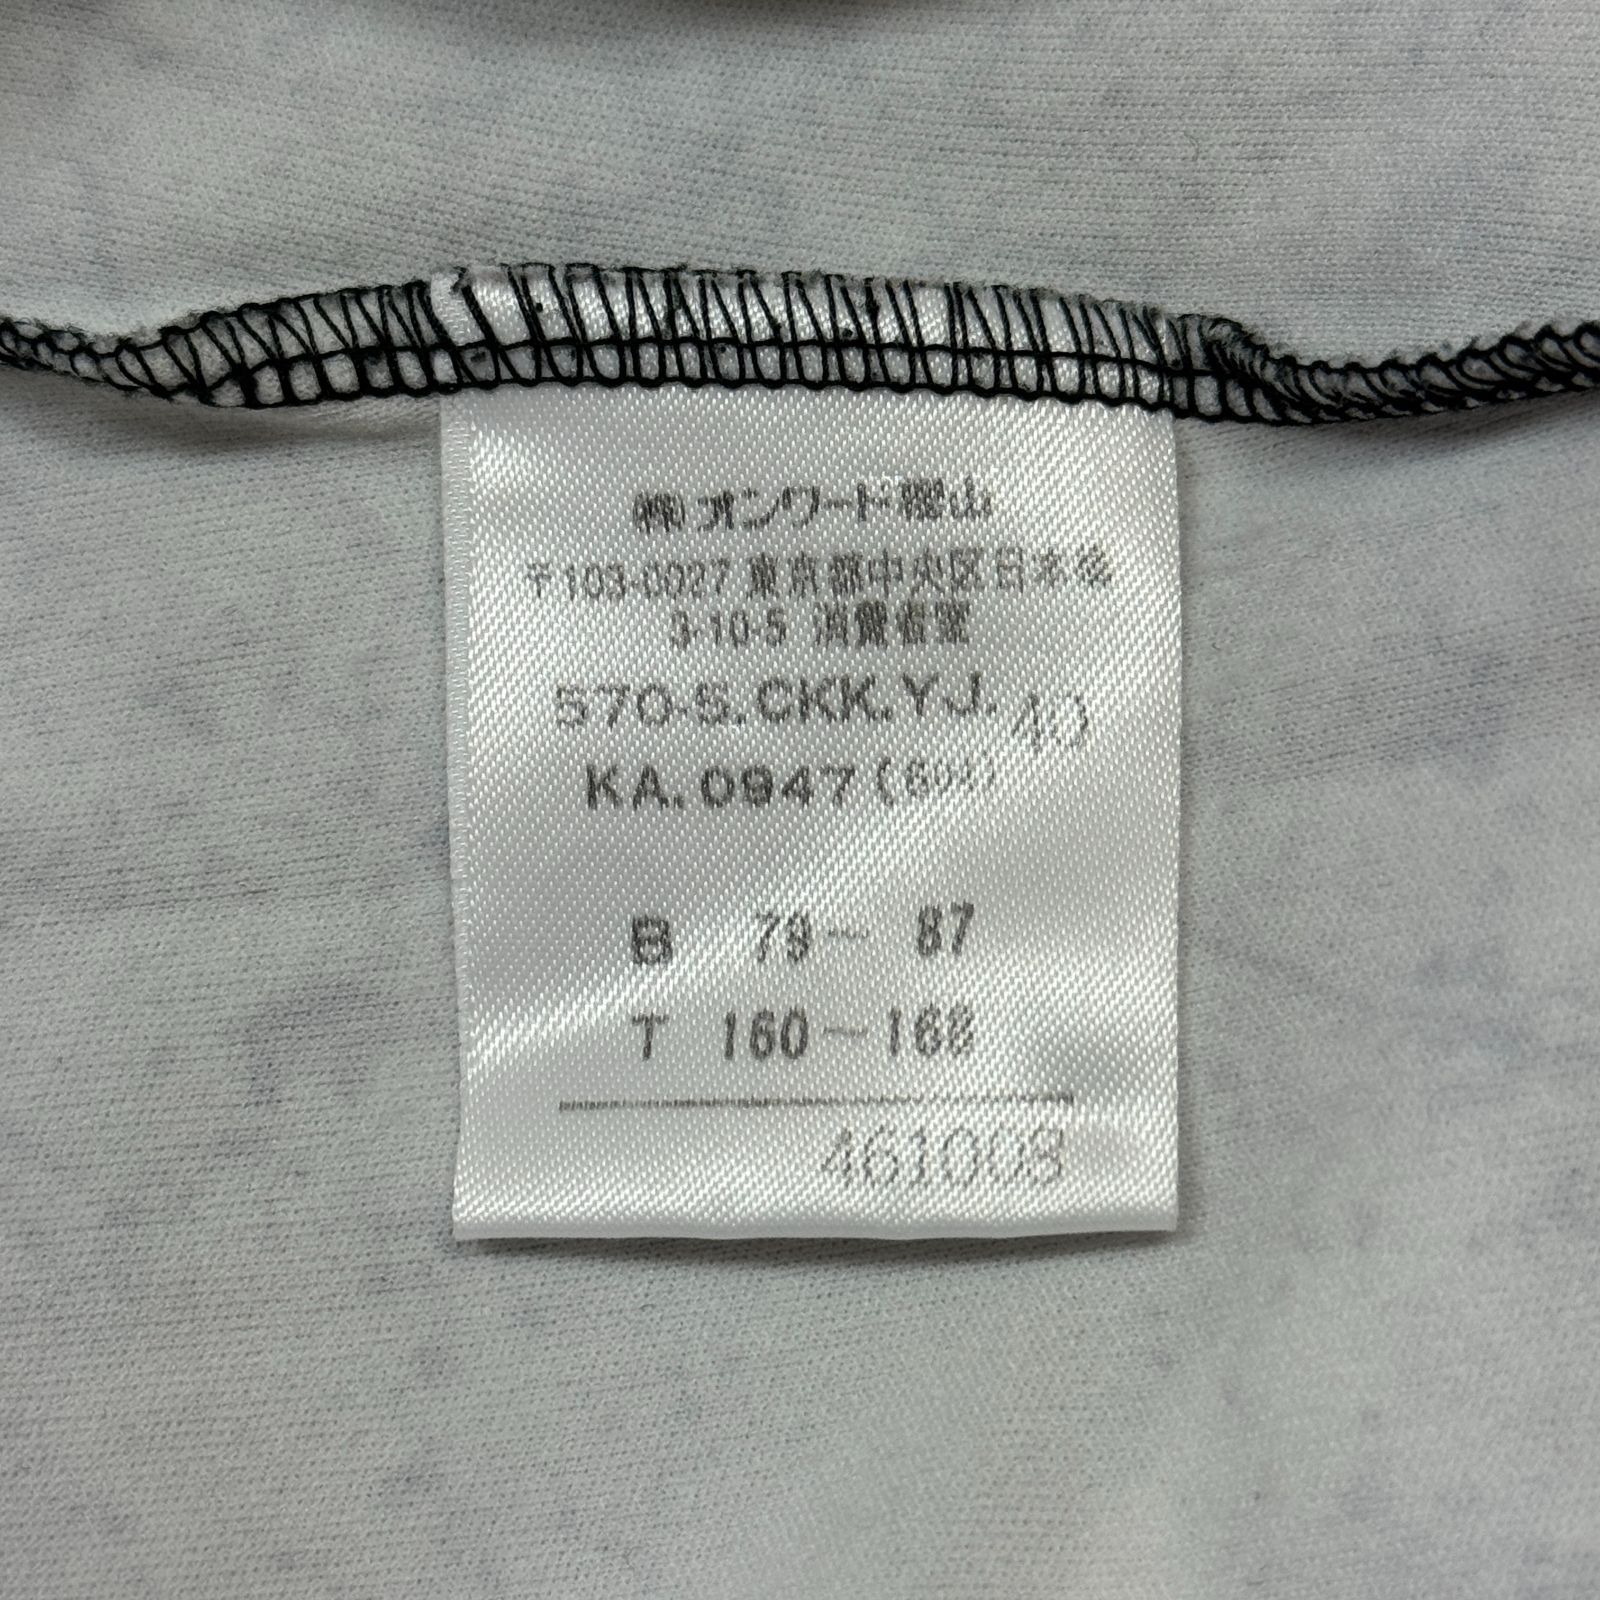 ㈱オンワード樫山
〒103-0027 東京都中央区日本橋
3-10-5 消費者室
570-S.CKK.YJ. 40
KA.0947(604)
B 79～ 87
T 160～168
461008